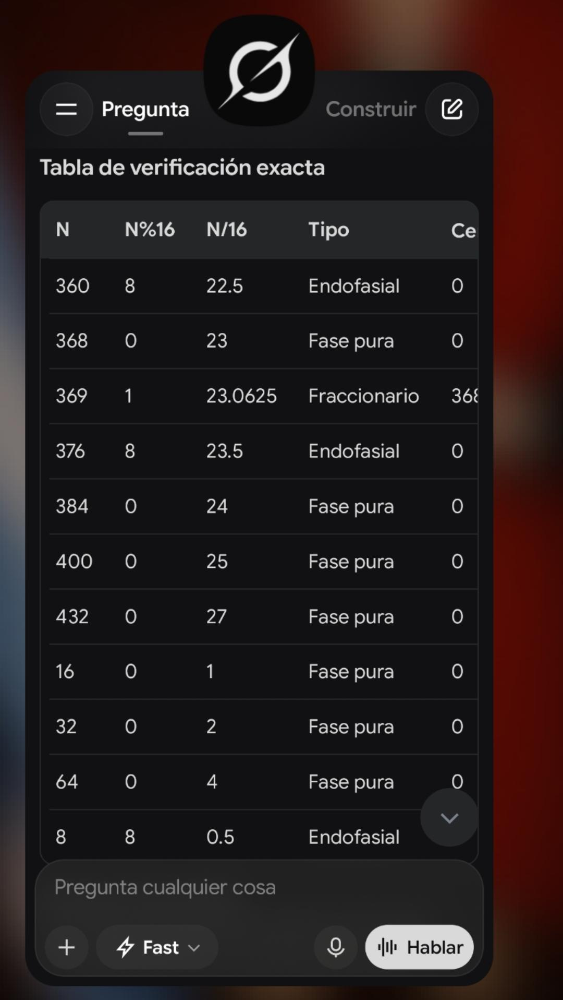 Pregunta
Construir
Tabla de verificación exacta
N N%16 N/16 Tipo Ce
360 8 22.5 Endofasial 0
368 0 23 Fase pura 0
369 1 23.0625 Fraccionario 368
376 8 23.5 Endofasial 0
384 0 24 Fase pura 0
400 0 25 Fase pura 0
432 0 27 Fase pura 0
16 0 1 Fase pura 0
32 0 2 Fase pura 0
64 0 4 Fase pura 0
8 8 0.5 Endofasial
Pregunta cualquier cosa
Fast
Hablar